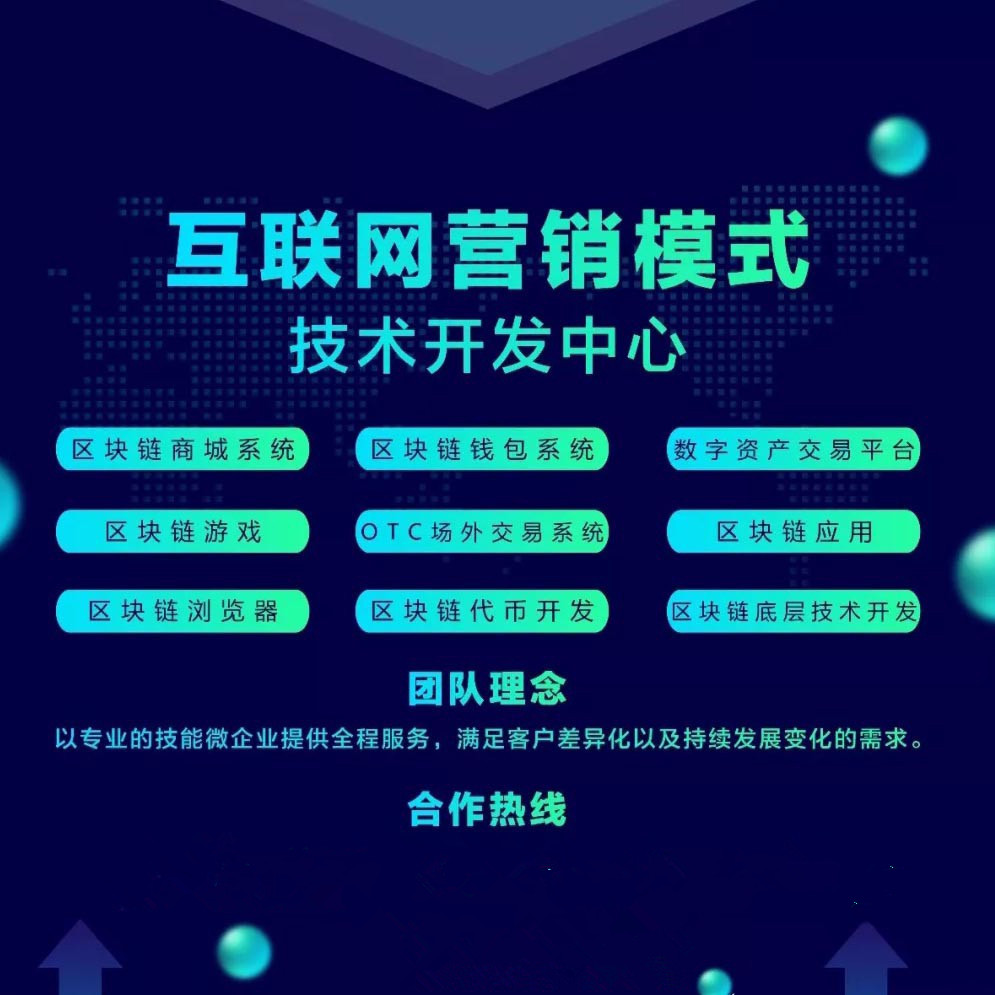 互联网营销模式
技术开发中心
区块链商城系统 区块链钱包系统 数字资产交易平台
区块链游戏 OTC场外交易系统 区块链应用
区块链浏览器 区块链代币开发 区块链底层技术开发
团队理念
以专业的技能微企业提供全程服务，满足客户差异化以及持续发展变化的需求。
合作热线